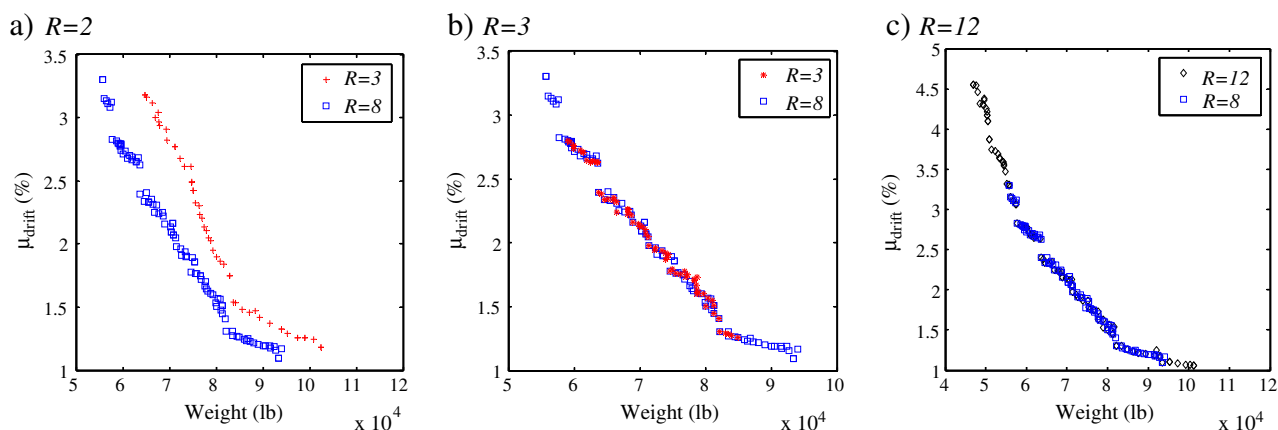 a) R=2
3.5
3
2.5
2
1.5
1
5 6 7 8 9 10 11 12
μdrift (%)
Weight (lb)
x 10^4
R=3
R=8
b) R=3
3.5
3
2.5
2
1.5
1
5 6 7 8 9 10
μdrift (%)
Weight (lb)
x 10^4
R=3
R=8
c) R=12
5
4.5
4
3.5
3
2.5
2
1.5
1
4 5 6 7 8 9 10 11 12
μdrift (%)
Weight (lb)
x 10^4
R=12
R=8